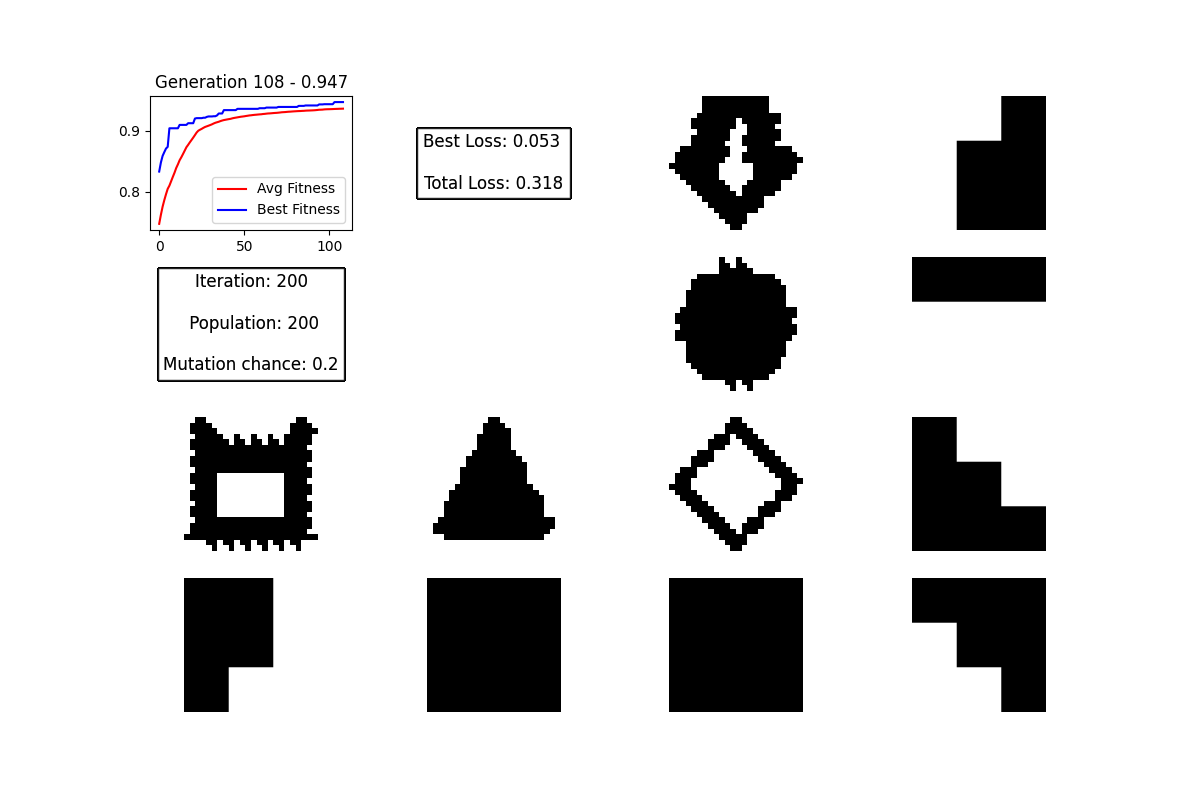 Generation 108 - 0.947
0.9
0.8
Avg Fitness
Best Fitness
0
50
100
Best Loss: 0.053
Total Loss: 0.318
Iteration: 200
Population: 200
Mutation chance: 0.2